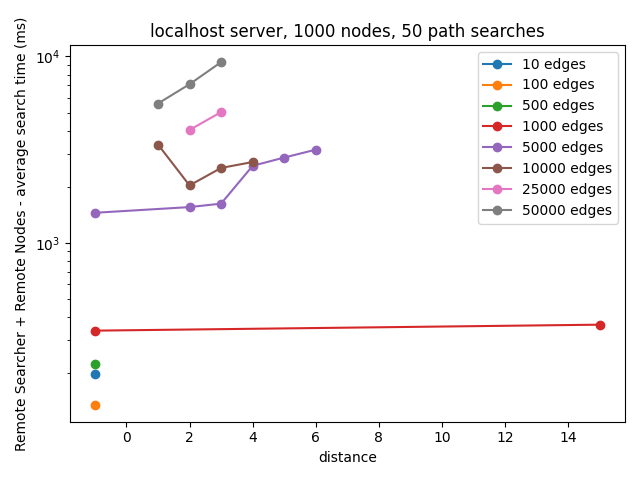 localhost server, 1000 nodes, 50 path searches
Remote Searcher + Remote Nodes - average search time (ms)
10⁴
10³
10 edges
100 edges
500 edges
1000 edges
5000 edges
10000 edges
25000 edges
50000 edges
0 2 4 6 8 10 12 14
distance